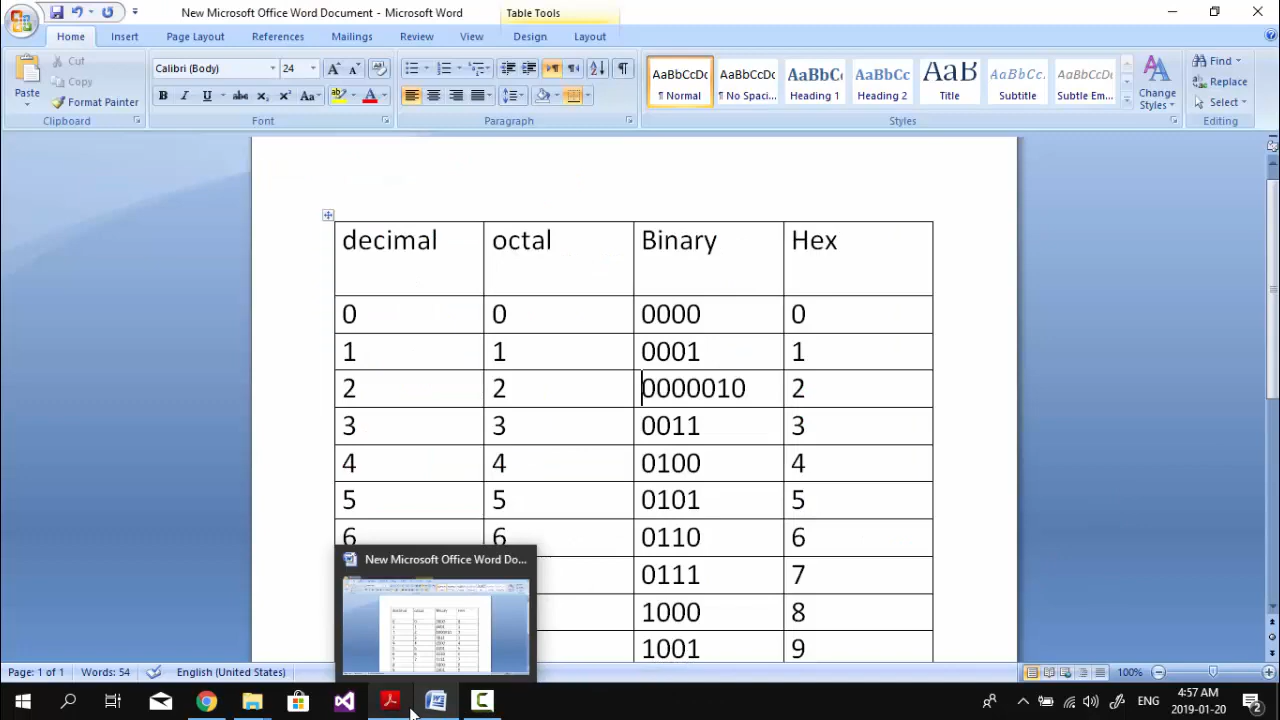 New Microsoft Office Word Document - Microsoft Word
Table Tools
Home Insert Page Layout References Mailings Review View Design Layout
Paste
Cut
Copy
Format Painter
Clipboard
Calibri (Body) 24
Font
Paragraph
AaBbCcDc AaBbCcDc AaBbC AaBbCc AaB AaBbCc. AaBbCcDc
¶ Normal ¶ No Spaci... Heading 1 Heading 2 Title Subtitle Subtle Em...
Change Styles
Styles
Find
Replace
Select
Editing
decimal octal Binary Hex
0 0 0000 0
1 1 0001 1
2 2 0000010 2
3 3 0011 3
4 4 0100 4
5 5 0101 5
6 6 0110 6
0111 7
1000 8
1001 9
New Microsoft Office Word Do...
Page: 1 of 1 Words: 54 English (United States) 100%
ENG
4:57 AM
2019-01-20
2